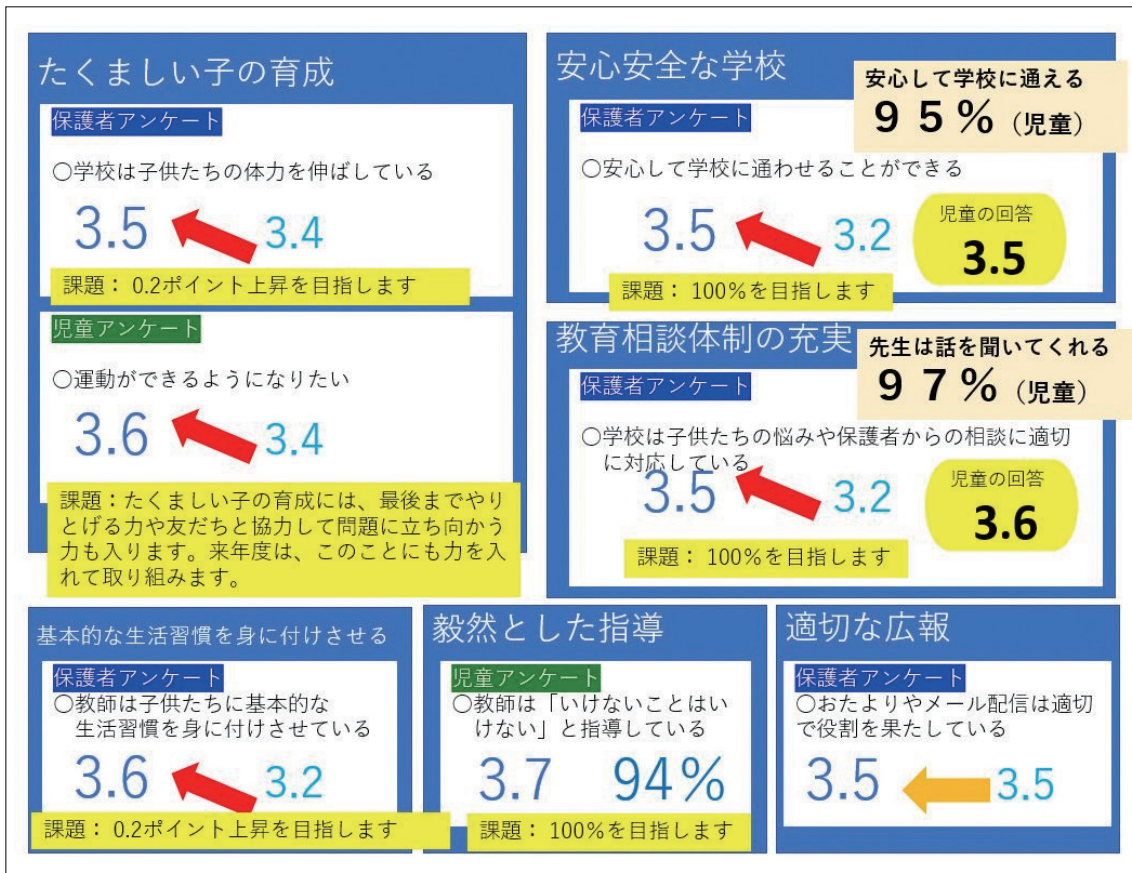 たくましい子の育成
保護者アンケート
○学校は子供たちの体力を伸ばしている
3.5 3.4
課題： 0.2ポイント上昇を目指します
児童アンケート
○運動ができるようになりたい
3.6 3.4
課題：たくましい子の育成には、最後までやり
とげる力や友だちと協力して問題に立ち向かう
力も入ります。来年度は、このことにも力を入
れて取り組みます。
安心安全な学校
安心して学校に通える
９５％（児童）
保護者アンケート
○安心して学校に通わせることができる
3.5 3.2
児童の回答
3.5
課題： 100%を目指します
教育相談体制の充実
先生は話を聞いてくれる
９７％（児童）
保護者アンケート
○学校は子供たちの悩みや保護者からの相談に適切
に対応している
3.5 3.2
児童の回答
3.6
課題： 100%を目指します
基本的な生活習慣を身に付けさせる
保護者アンケート
○教師は子供たちに基本的な
生活習慣を身に付けさせている
3.6 3.2
課題： 0.2ポイント上昇を目指します
毅然とした指導
児童アンケート
○教師は「いけないことはい
けない」と指導している
3.7 94%
課題： 100%を目指します
適切な広報
保護者アンケート
○おたよりやメール配信は適切
で役割を果たしている
3.5 3.5